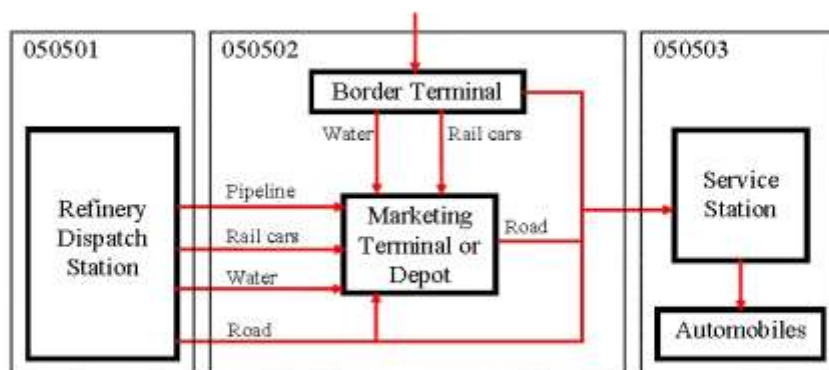 050501
050502
050503
Border Terminal
Water
Rail cars
Refinery
Dispatch
Station
Pipeline
Rail cars
Water
Road
Marketing
Terminal or
Depot
Road
Service
Station
Automobiles